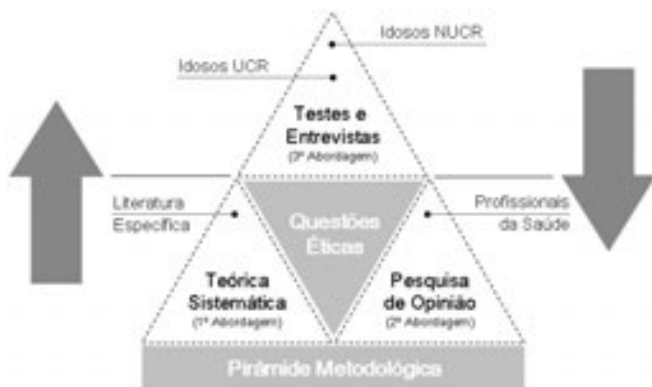 Idosos NUCR
Idosos UCR
Testes e
Entrevistas
(3ª Abordagem)
Literatura
Específica
Questões
Éticas
Profissionais
da Saúde
Teórica
Sistemática
(1ª Abordagem)
Pesquisa
de Opinião
(2ª Abordagem)
Pirâmide Metodológica